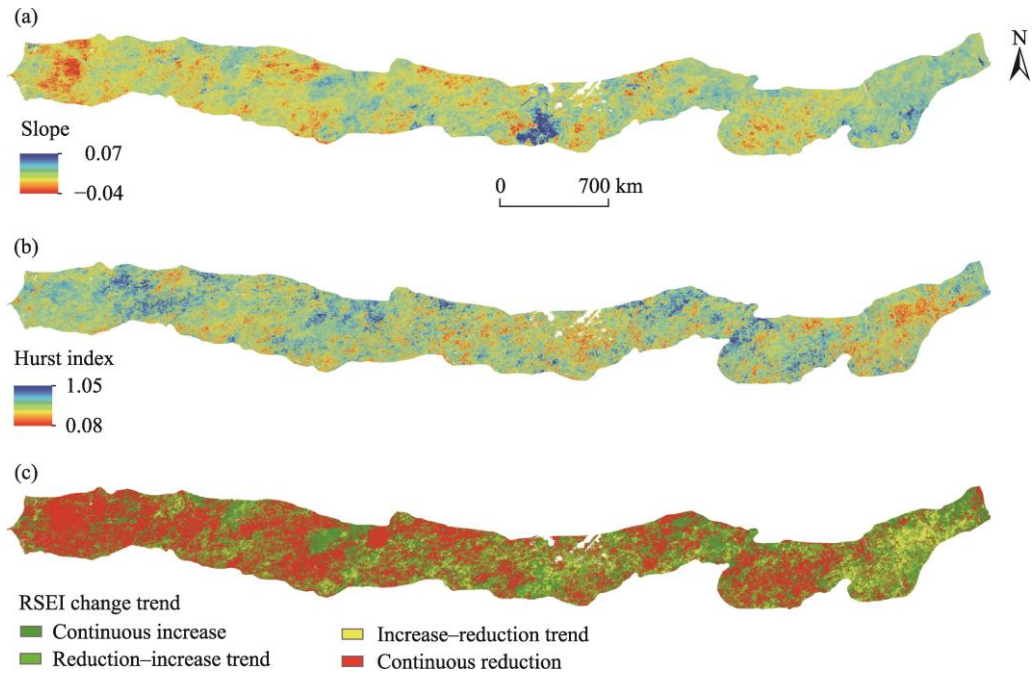 (a)
N
Slope
0.07
−0.04
0 700 km
(b)
Hurst index
1.05
0.08
(c)
RSEI change trend
Continuous increase
Increase–reduction trend
Reduction–increase trend
Continuous reduction